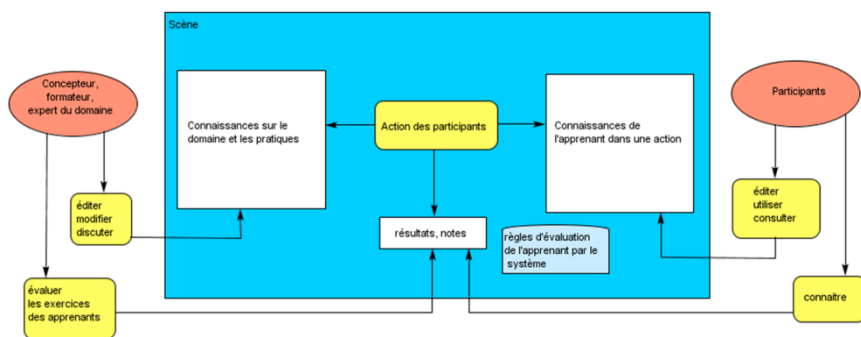 Scène
Concepteur,
formateur,
expert du domaine
Participants
Connaissances sur le
domaine et les pratiques
Action des participants
Connaissances de
l'apprenant dans une action
éditer
modifier
discuter
éditer
utiliser
consulter
résultats, notes
règles d'évaluation
de l'apprenant par le
système
évaluer
les exercices
des apprenants
connaitre